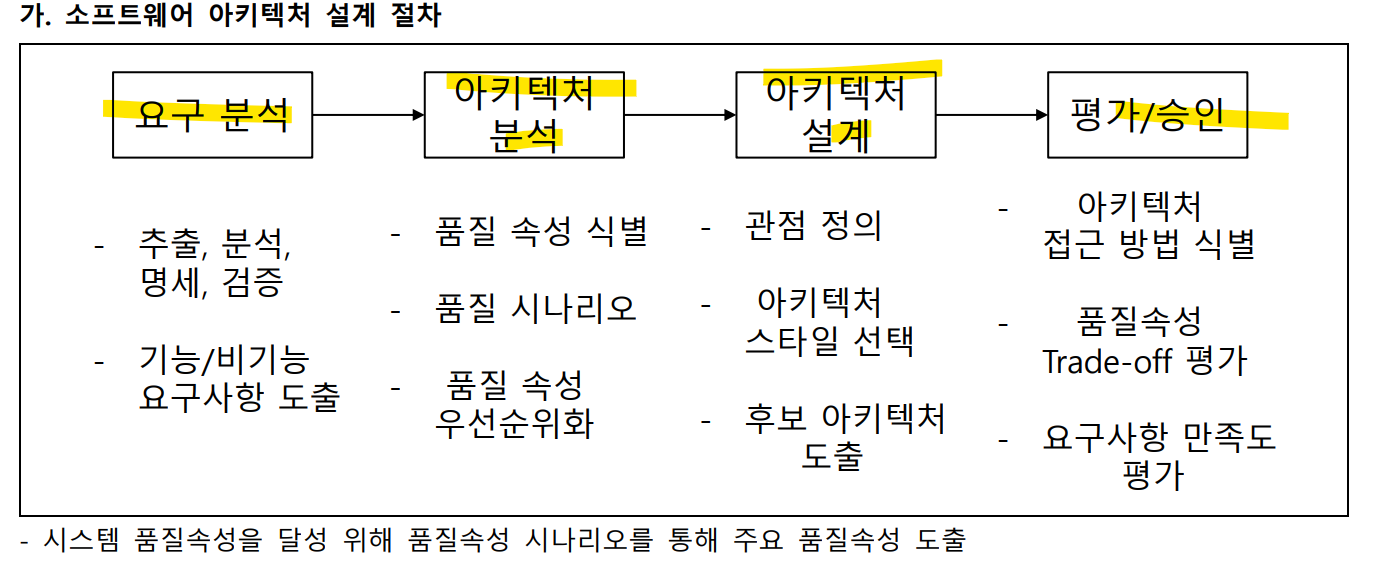 가. 소프트웨어 아키텍처 설계 절차
요구 분석
아키텍처
분석
아키텍처
설계
평가/승인
- 추출, 분석,
명세, 검증
- 기능/비기능
요구사항 도출
- 품질 속성 식별
- 품질 시나리오
- 품질 속성
우선순위화
- 관점 정의
- 아키텍처
스타일 선택
- 후보 아키텍처
도출
- 아키텍처
접근 방법 식별
- 품질속성
Trade-off 평가
- 요구사항 만족도
평가
- 시스템 품질속성을 달성 위해 품질속성 시나리오를 통해 주요 품질속성 도출